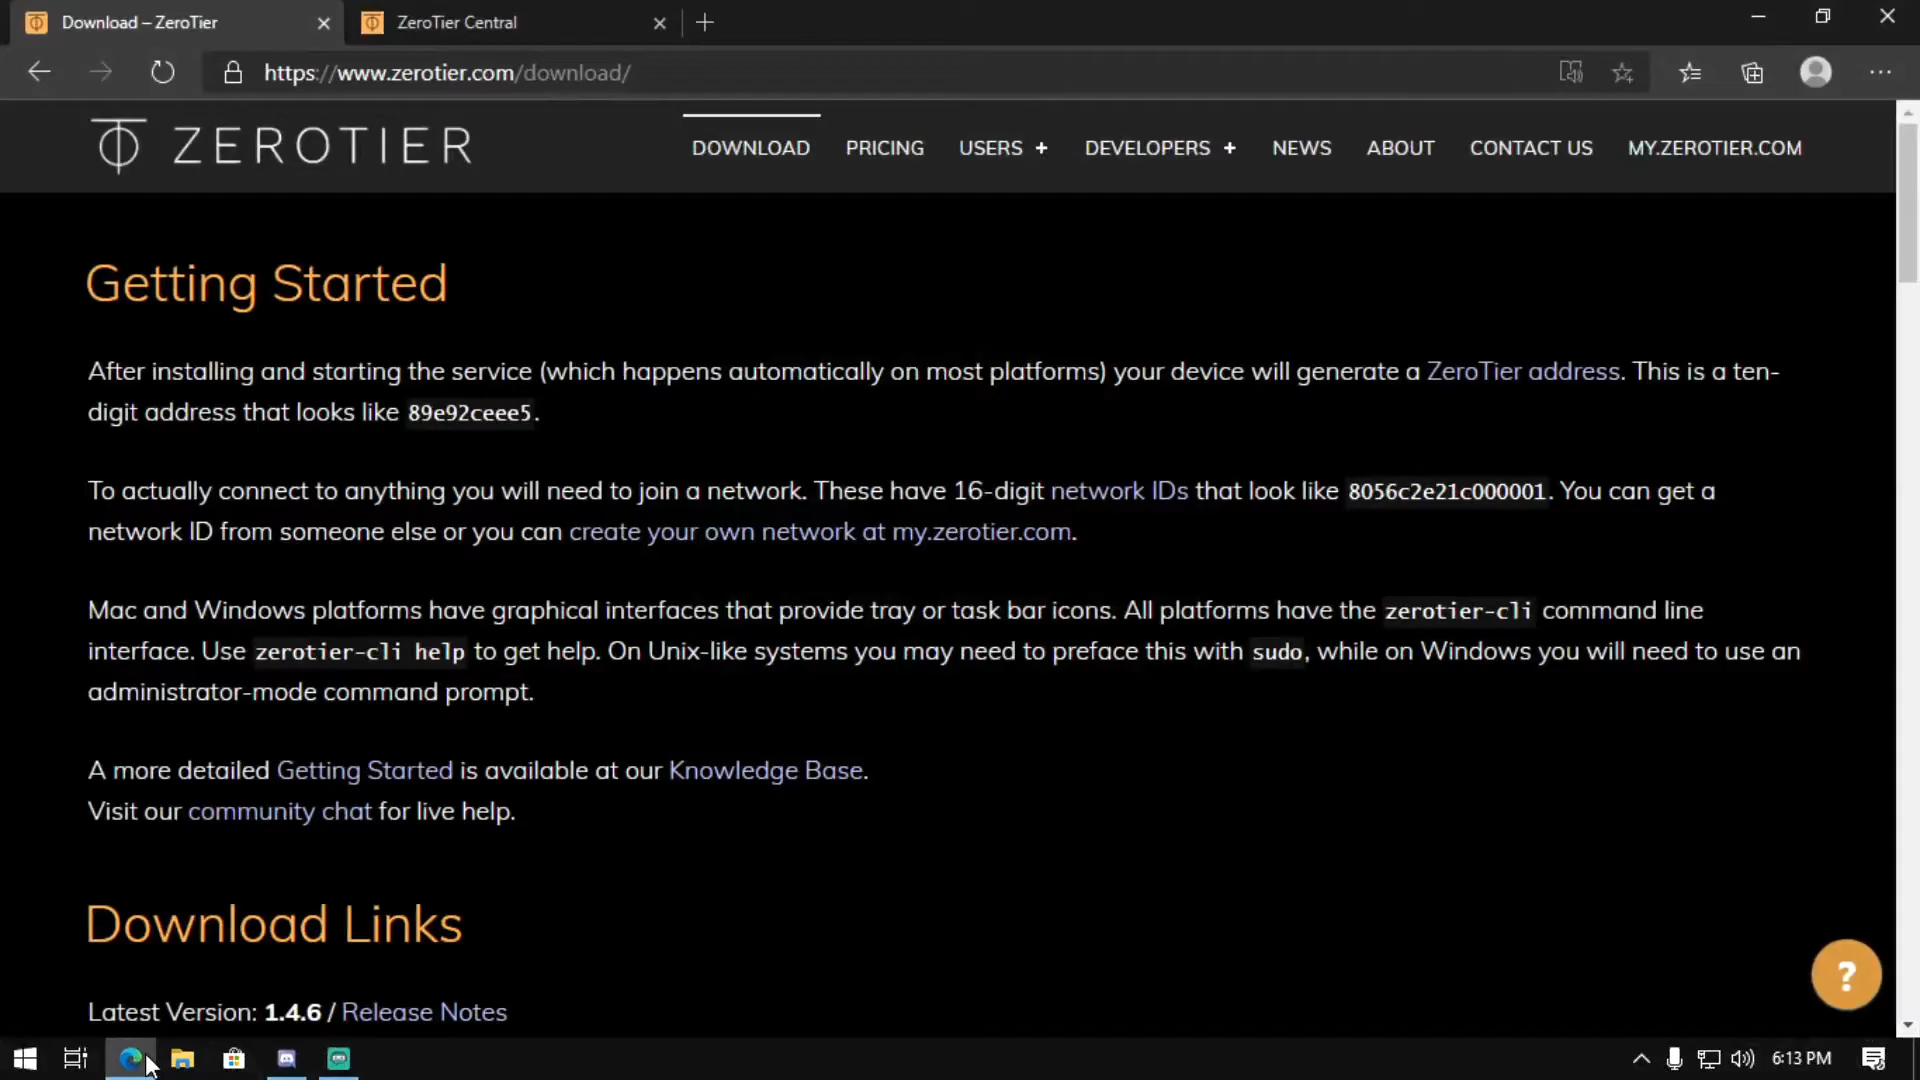 Download – ZeroTier
ZeroTier Central
https://www.zerotier.com/download/
ZEROTIER
DOWNLOAD
PRICING
USERS +
DEVELOPERS +
NEWS
ABOUT
CONTACT US
MY.ZEROTIER.COM
Getting Started
After installing and starting the service (which happens automatically on most platforms) your device will generate a ZeroTier address. This is a ten-
digit address that looks like 89e92ceee5.
To actually connect to anything you will need to join a network. These have 16-digit network IDs that look like 8056c2e21c000001. You can get a
network ID from someone else or you can create your own network at my.zerotier.com.
Mac and Windows platforms have graphical interfaces that provide tray or task bar icons. All platforms have the zerotier-cli command line
interface. Use zerotier-cli help to get help. On Unix-like systems you may need to preface this with sudo, while on Windows you will need to use an
administrator-mode command prompt.
A more detailed Getting Started is available at our Knowledge Base.
Visit our community chat for live help.
Download Links
?
Latest Version: 1.4.6 / Release Notes
6:13 PM